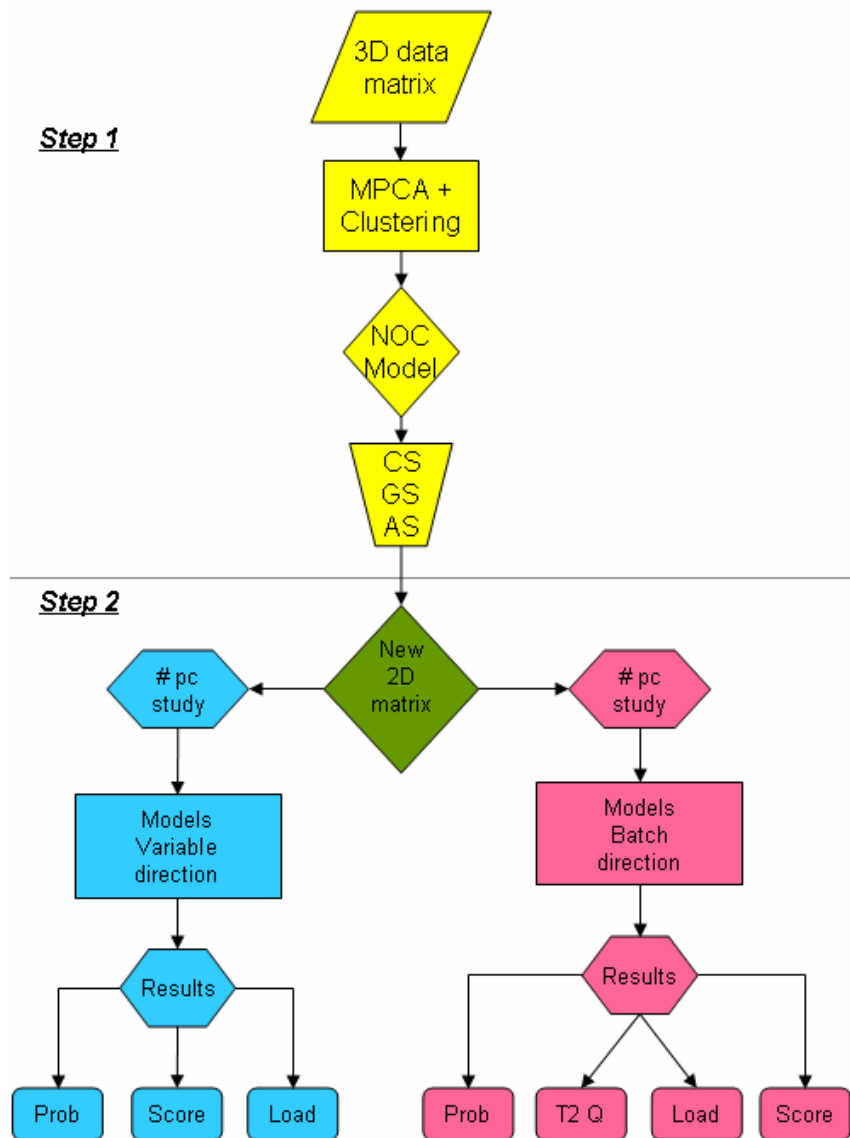 3D data
matrix
Step 1
MPCA +
Clustering
NOC
Model
CS
GS
AS
Step 2
New
2D
matrix
# pc
study
# pc
study
Models
Variable
direction
Models
Batch
direction
Results
Results
Prob
Score
Load
Prob
T2 Q
Load
Score